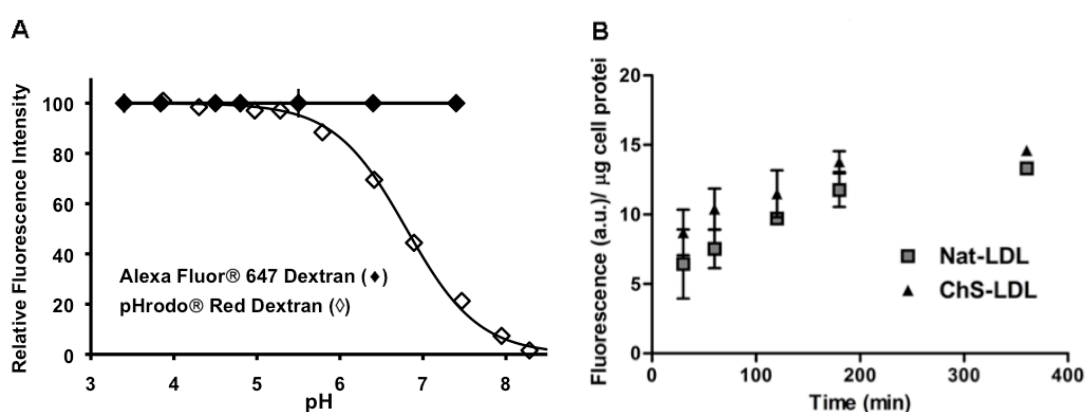 A
Relative Fluorescence Intensity
100
80
60
40
20
0
3 4 5 6 7 8
pH
Alexa Fluor® 647 Dextran (♦)
pHrodo® Red Dextran (◊)
B
Fluorescence (a.u.)/ µg cell protei
20
15
10
5
0
0 100 200 300 400
Time (min)
Nat-LDL
ChS-LDL